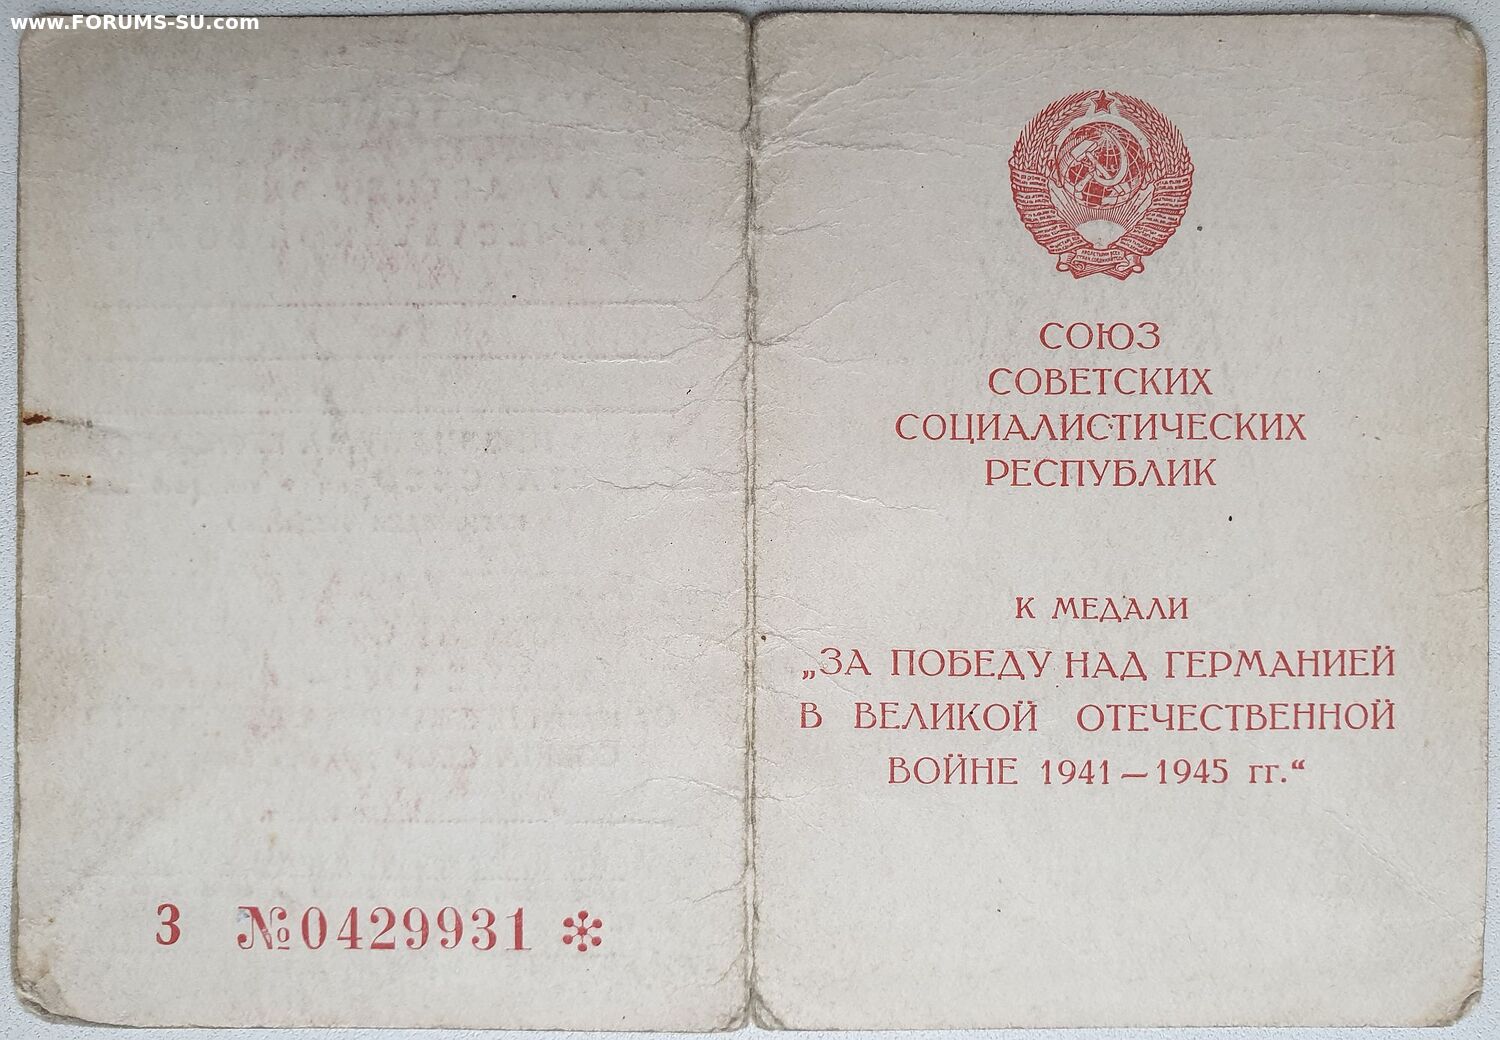 www.FORUMS-SU.com
З №0429931 *
СОЮЗ
СОВЕТСКИХ
СОЦИАЛИСТИЧЕСКИХ
РЕСПУБЛИК
К МЕДАЛИ
„ЗА ПОБЕДУ НАД ГЕРМАНИЕЙ
В ВЕЛИКОЙ ОТЕЧЕСТВЕННОЙ
ВОЙНЕ 1941—1945 гг.“